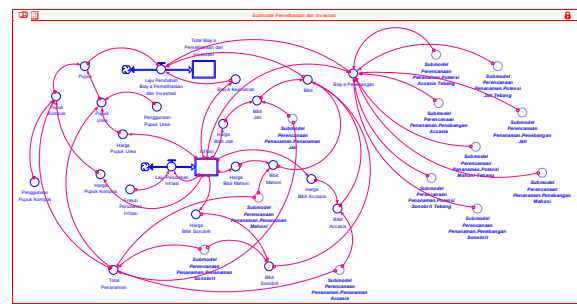 Submodel Pemeliharaan dan Investasi
Total Biaya
Pemeliharaan dan
Investasi
Laju Perubahan
Biaya Pemeliharaan
dan Investasi
Pupuk
Pupuk
Kompos
Pupuk
Urea
Penggunaan
Pupuk Urea
Harga
Pupuk Urea
Penggunaan
Pupuk Kompos
Harga
Pupuk Kompos
Biaya Keamanan
Bibit
Bibit
Jati
Harga
Bibit Jati
Submodel
Perencanaan
Penanaman.Penanaman
Jati
Inflasi
Laju Perubahan
Inflasi
Fraksi
Perubahan
Inflasi
Harga
Bibit Mahoni
Bibit
Mahoni
Harga
Bibit Accasia
Bibit
Accasia
Submodel
Perencanaan
Penanaman.Penanaman
Mahoni
Harga
Bibit Sonobrit
Submodel
Perencanaan
Penanaman.Penanaman
Sonobrit
Bibit
Sonobrit
Submodel
Perencanaan
Penanaman.Penanaman
Accasia
Total
Penanaman
Biaya Penebangan
Submodel
Perencanaan
Penanaman.Potensi
Accasia Tebang
Submodel
Perencanaan
Penanaman.Potensi
Jati Tebang
Submodel
Perencanaan
Penanaman.Penebangan
Accasia
Submodel
Perencanaan
Penanaman.Penebangan
Jati
Submodel
Perencanaan
Penanaman.Potensi
Mahoni Tebang
Submodel
Perencanaan
Penanaman.Penebangan
Mahoni
Submodel
Perencanaan
Penanaman.Potensi
Sonobrit Tebang
Submodel
Perencanaan
Penanaman.Penebangan
Sonobrit